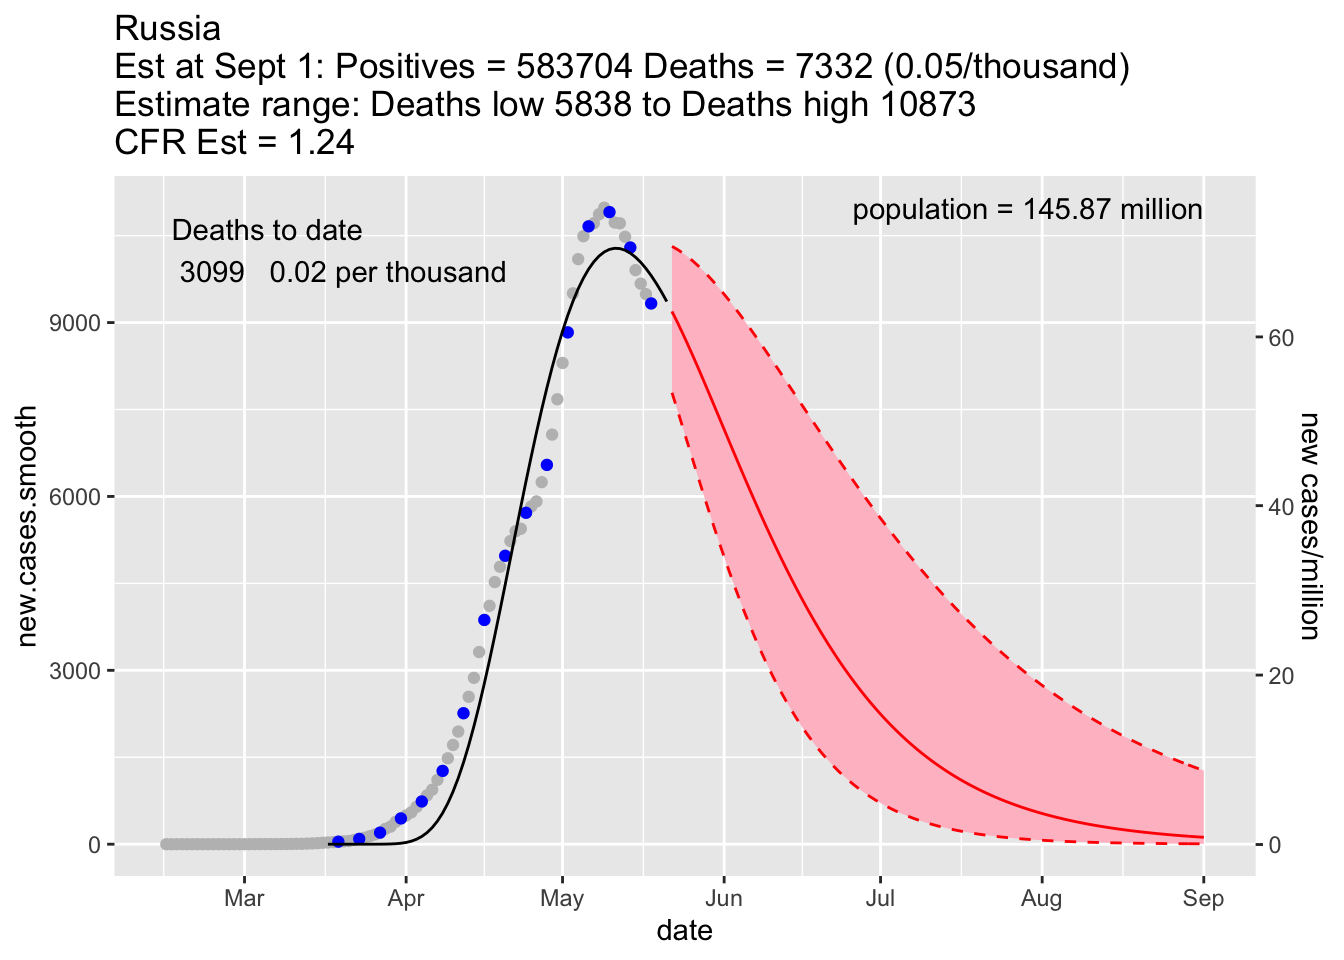 Russia
Est at Sept 1: Positives = 583704 Deaths = 7332 (0.05/thousand)
Estimate range: Deaths low 5838 to Deaths high 10873
CFR Est = 1.24
population = 145.87 million
Deaths to date
3099 0.02 per thousand
new.cases.smooth
9000
6000
3000
0
60
40
20
0
new cases/million
Mar Apr May Jun Jul Aug Sep
date